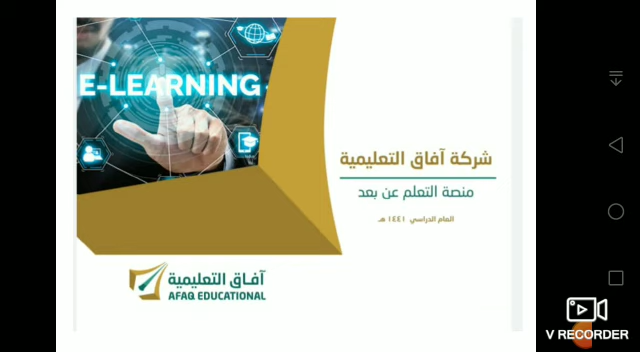 E-LEARNING
شركة آفاق التعليمية
منصة التعلم عن بعد
العام الدراسي ١٤٤١ هـ
آفاق التعليمية
AFAQ EDUCATIONAL
V RECORDER